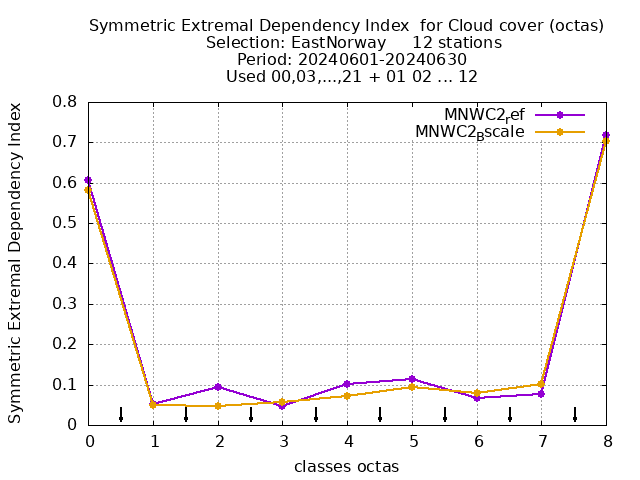 Symmetric Extremal Dependency Index  for Cloud cover (octas)
Selection: EastNorway     12 stations
Period: 20240601-20240630
Used 00,03,...,21 + 01 02 ... 12
Symmetric Extremal Dependency Index
0.8
0.7
0.6
0.5
0.4
0.3
0.2
0.1
0
MNWC2ref
MNWC2Bscale
0 1 2 3 4 5 6 7 8
classes octas